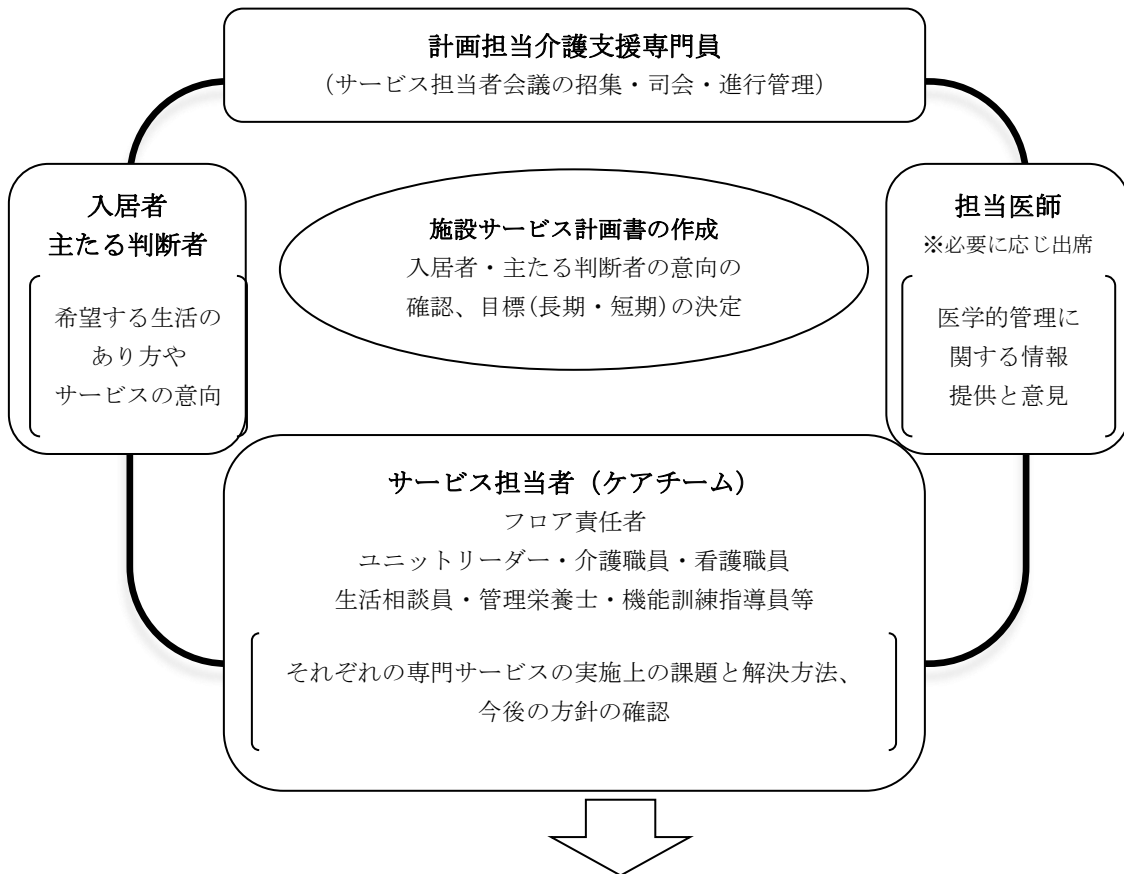 計画担当介護支援専門員
(サービス担当者会議の招集・司会・進行管理)
入居者
主たる判断者
希望する生活の
あり方や
サービスの意向
施設サービス計画書の作成
入居者・主たる判断者の意向の
確認、目標(長期・短期)の決定
担当医師
※必要に応じ出席
医学的管理に
関する情報
提供と意見
サービス担当者（ケアチーム）
フロア責任者
ユニットリーダー・介護職員・看護職員
生活相談員・管理栄養士・機能訓練指導員等
それぞれの専門サービスの実施上の課題と解決方法、
今後の方針の確認